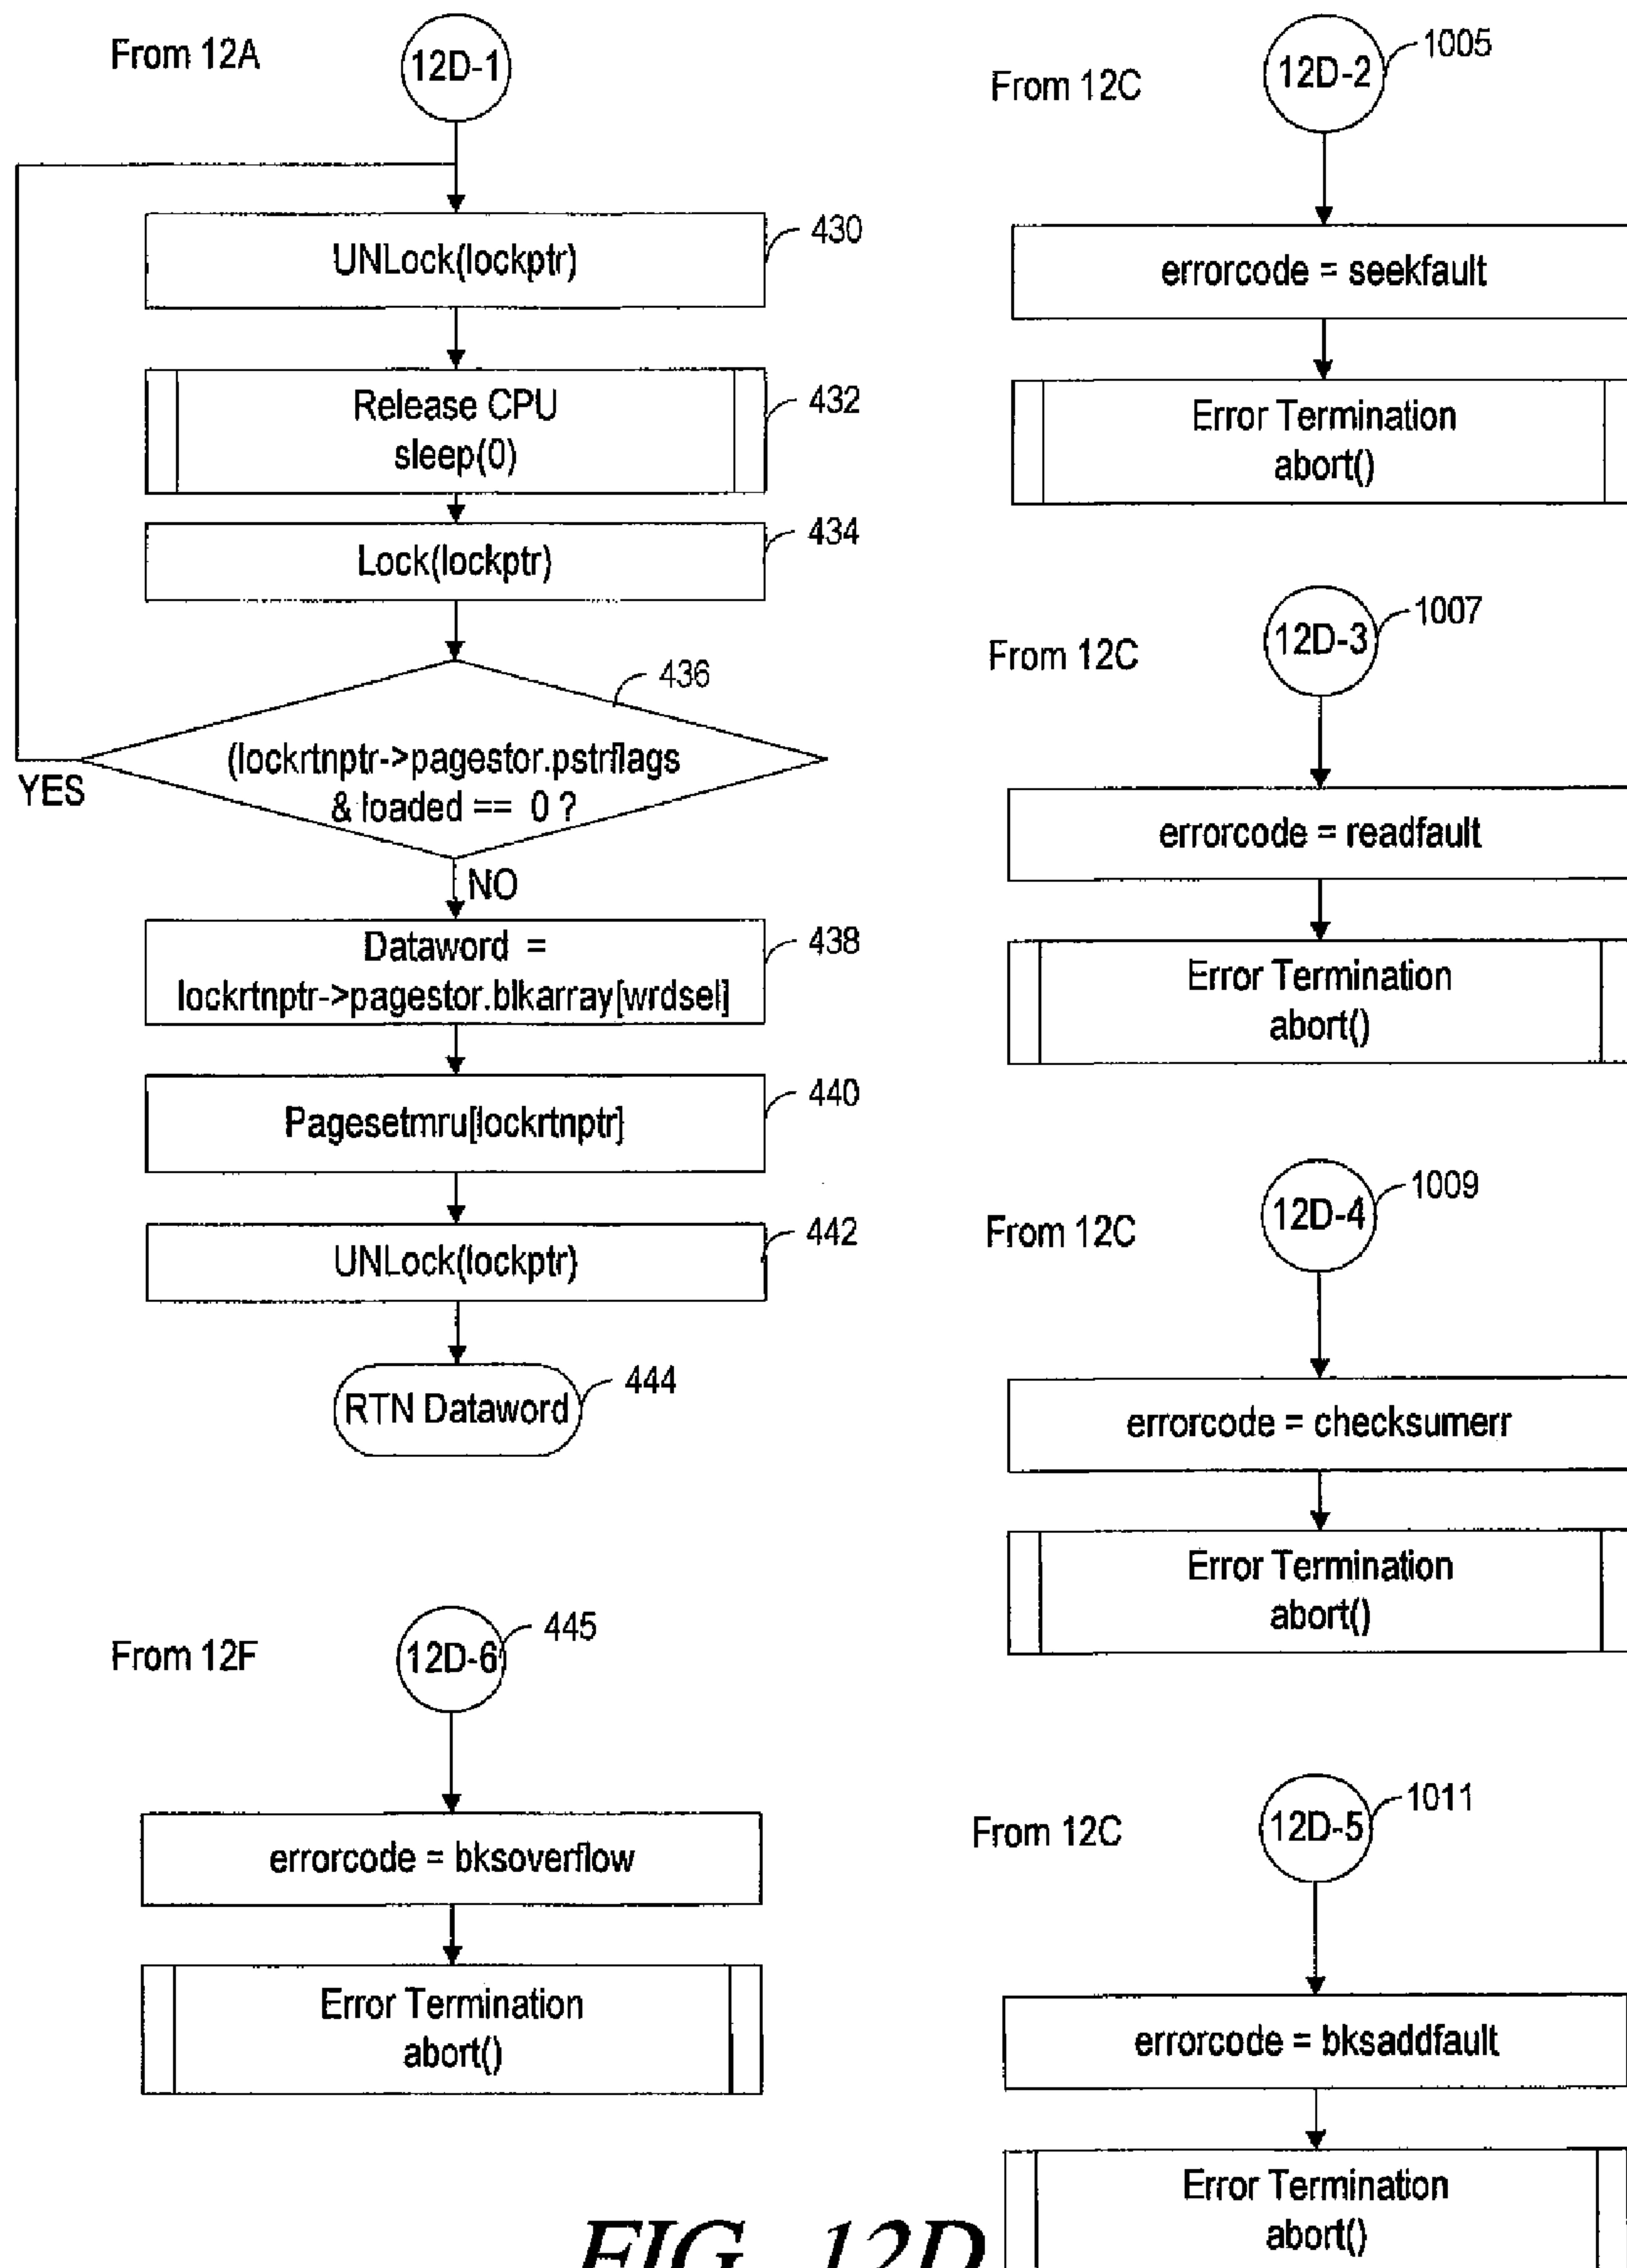 From 12A
12D-1
UNLock(lockptr)
430
Release CPU
sleep(0)
432
Lock(lockptr)
434
436
(lockrtnptr->pagestor.pstrflags
& loaded == 0 ?
YES
NO
Dataword =
lockrtnptr->pagestor.blkarray[wrdsel]
438
Pagesetmru[lockrtnptr]
440
UNLock(lockptr)
442
RTN Dataword
444
From 12F
12D-6
445
errorcode = bksoverflow
Error Termination
abort()
From 12C
12D-2
1005
errorcode = seekfault
Error Termination
abort()
From 12C
12D-3
1007
errorcode = readfault
Error Termination
abort()
From 12C
12D-4
1009
errorcode = checksumerr
Error Termination
abort()
From 12C
12D-5
1011
errorcode = bksaddfault
Error Termination
abort()
FIG. 12D